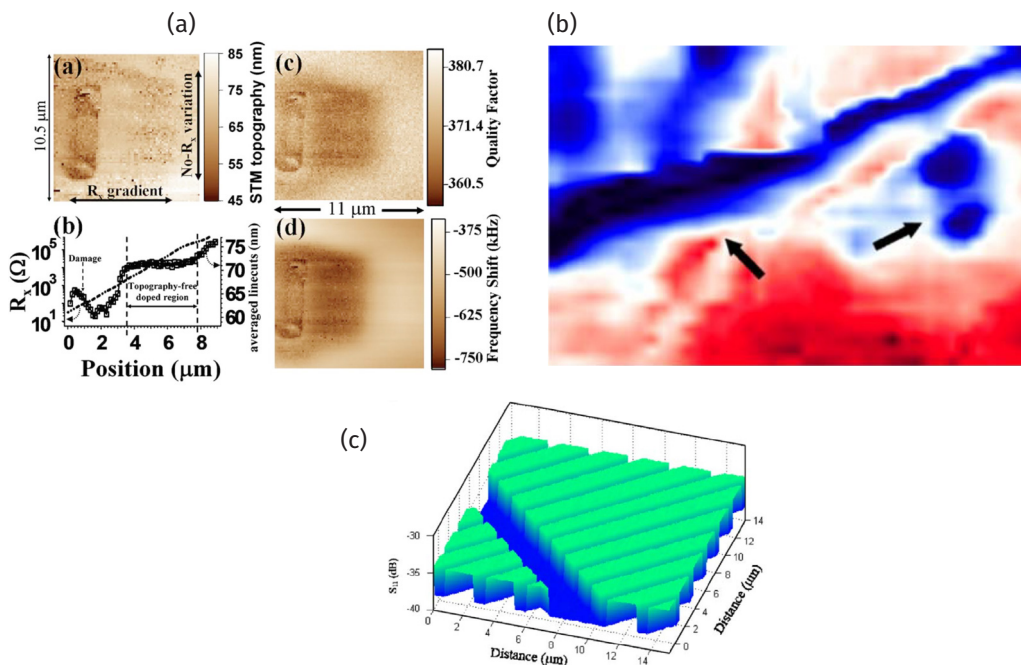 (a)
(b)
(a)
10.5 μm
No-Rx variation
Rx gradient
85
75
65
55
45
STM topography (nm)
(c)
11 μm
380.7
371.4
360.5
Quality Factor
(b)
Rx (Ω)
10^5
10^3
10^1
Damage
Topography-free
doped region
75
70
65
60
averaged linecuts (nm)
0 2 4 6 8
Position (μm)
(d)
-375
-500
-625
-750
Frequency Shift (kHz)
(c)
-30
-35
-40
S11 (dB)
0 2 4 6 8 10 12 14
Distance (μm)
0 2 4 6 8 10 12 14
Distance (μm)